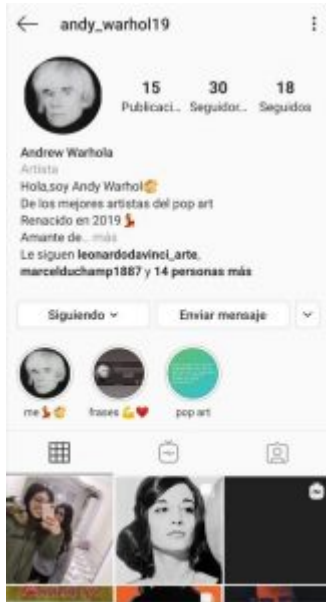 andy_warhol19
15 30 18
Publicaci... Seguidor... Seguidos
Andrew Warhola
Artista
Hola,soy Andy Warhol
De los mejores artistas del pop art
Renacido en 2019
Amante de... más
Le siguen leonardodavinci_arte,
marcelduchamp1887 y 14 personas más
Siguiendo Enviar mensaje
me frases pop art